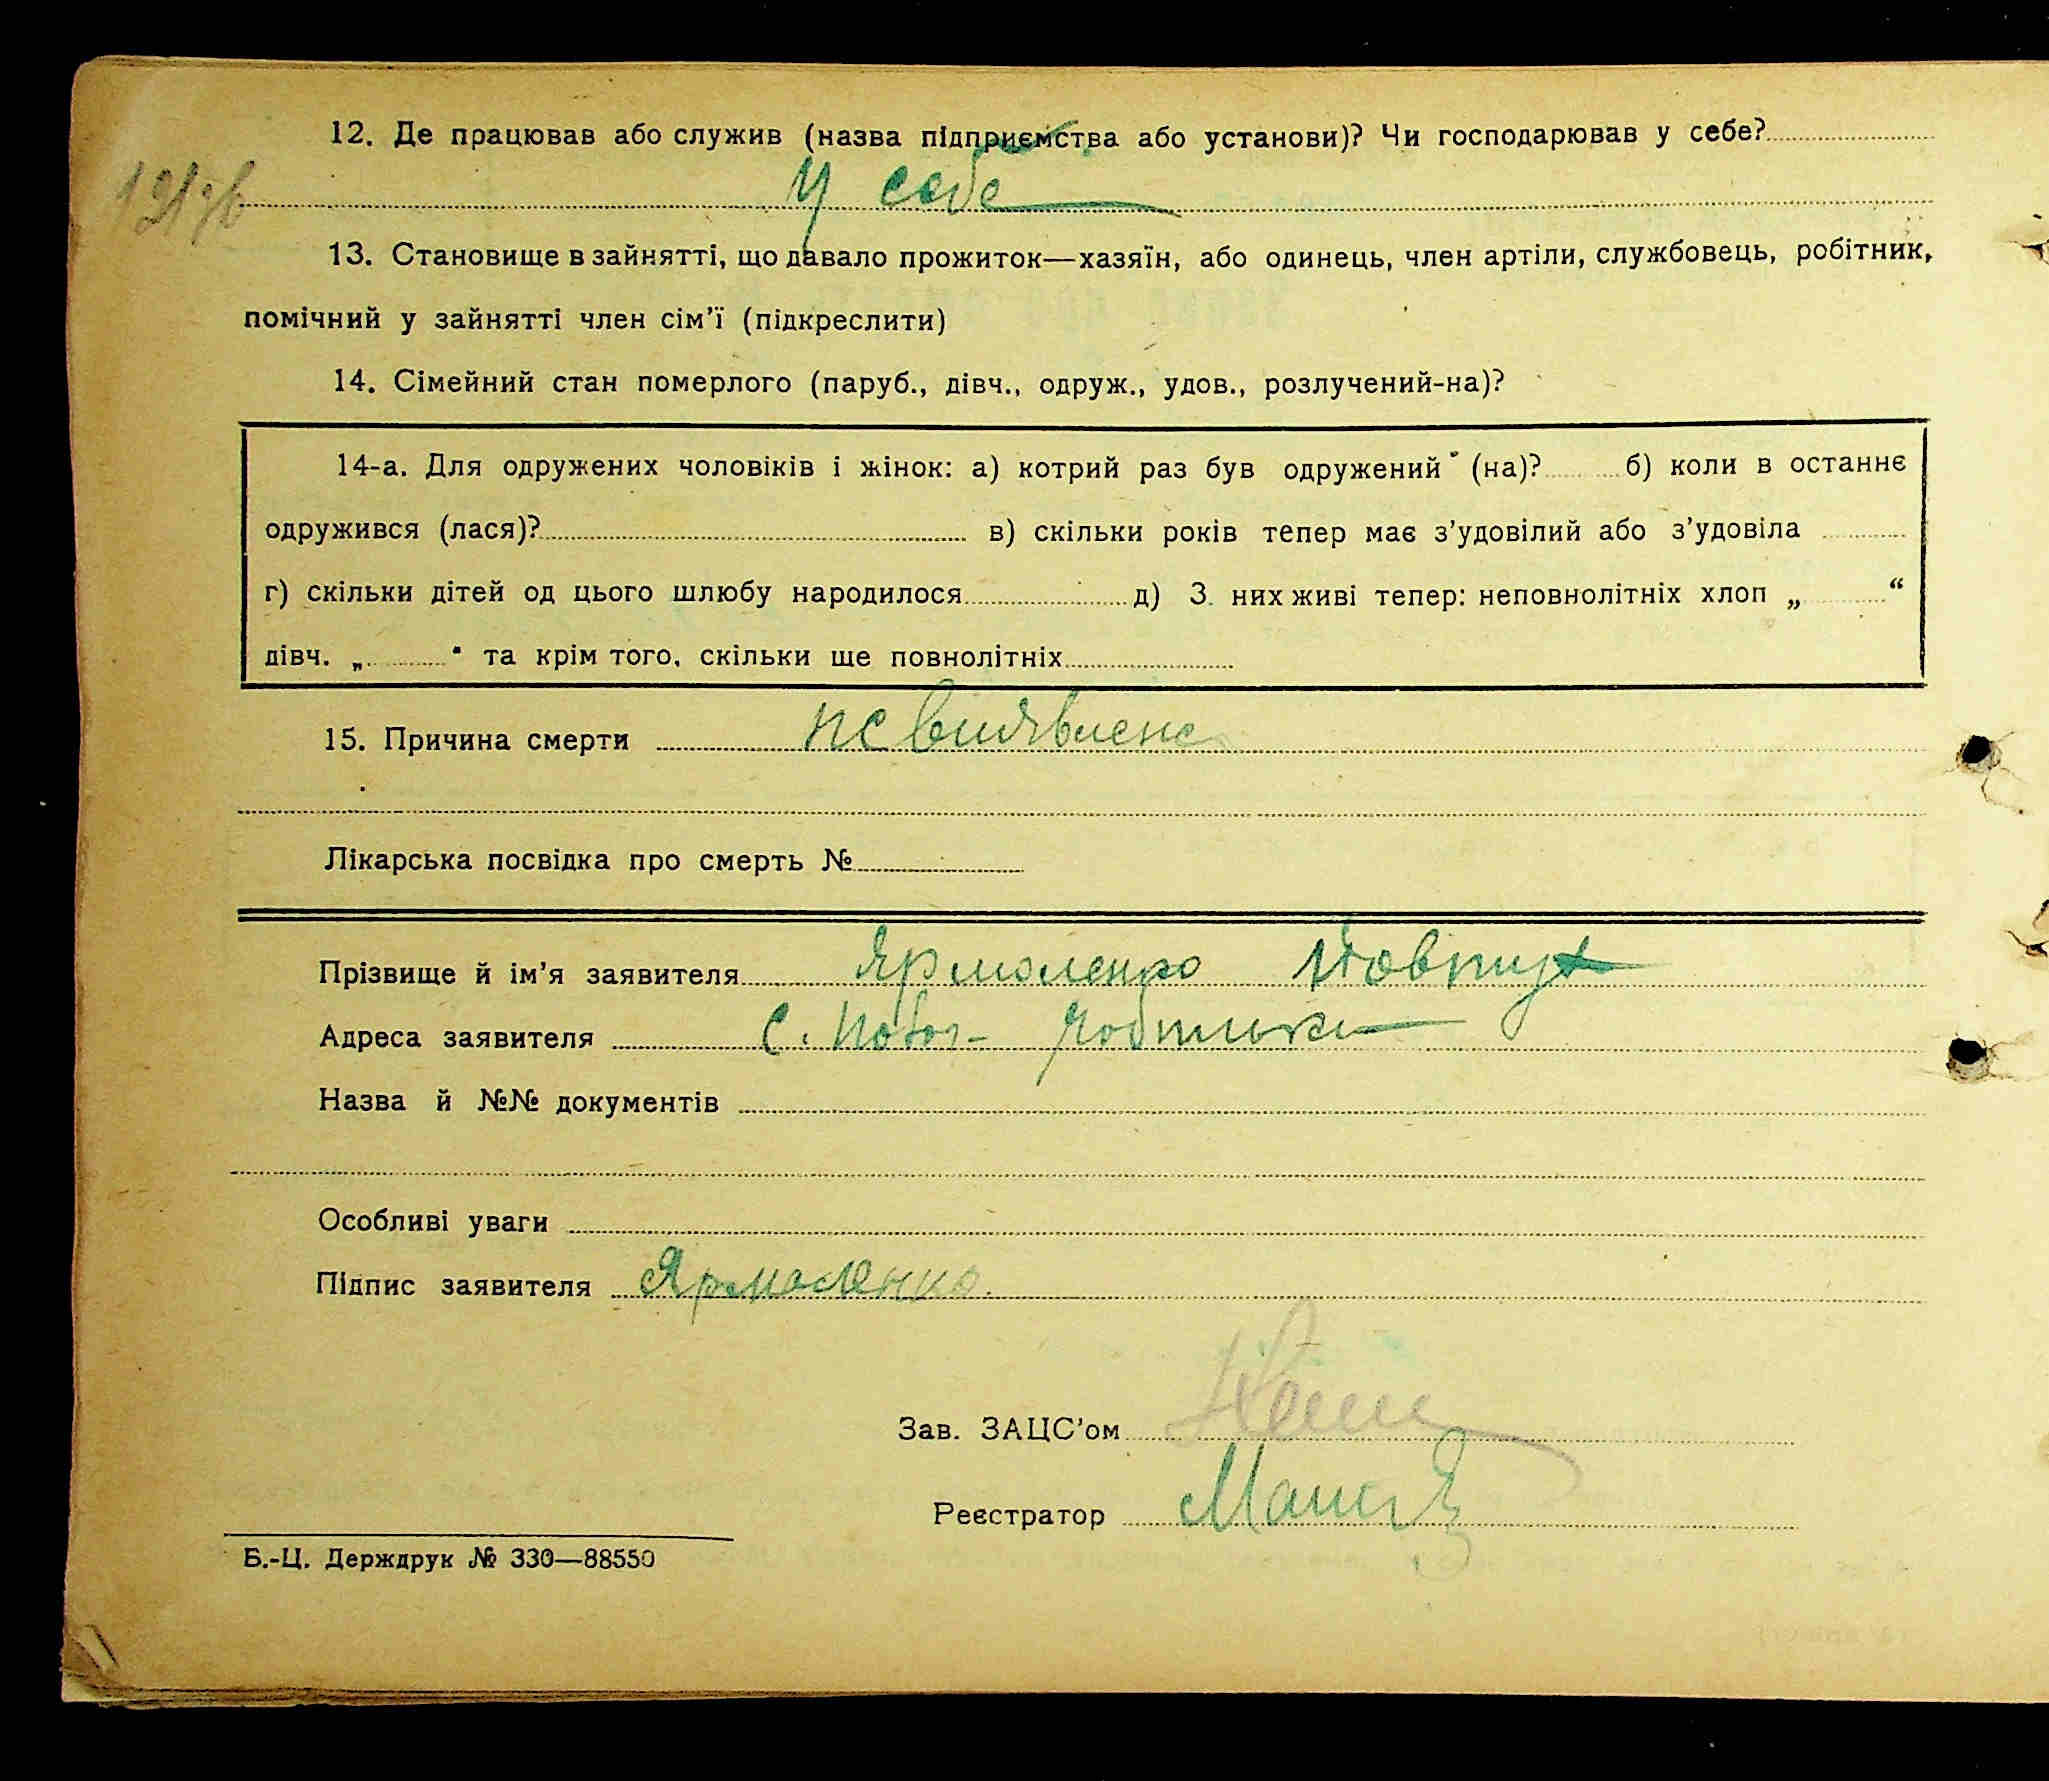 12. Де працював або служив (назва підприємства або установи)? Чи господарював у себе?
у себе
13. Становище в зайнятті, що давало прожиток—хазяїн, або одинець, член артіли, службовець, робітник,
помічний у зайнятті член сім'ї (підкреслити)
14. Сімейний стан померлого (паруб., дівч., одруж., удов., розлучений-на)?
14-а. Для одружених чоловіків і жінок: а) котрий раз був одружений (на)? б) коли в останнє
одружився (лася)? в) скільки років тепер має з'удовілий або з'удовіла
г) скільки дітей од цього шлюбу народилося д) З них живі тепер: неповнолітніх хлоп „ “
дівч. „ “ та крім того, скільки ще повнолітніх
15. Причина смерти не виявлена
Лікарська посвідка про смерть №
Прізвище й ім'я заявителя Ярмоленко
Адреса заявителя с.
Назва й №№ документів
Особливі уваги
Підпис заявителя Ярмоленко.
Зав. ЗАЦС'ом
Реєстратор
Б.-Ц. Держдрук № 330—88550